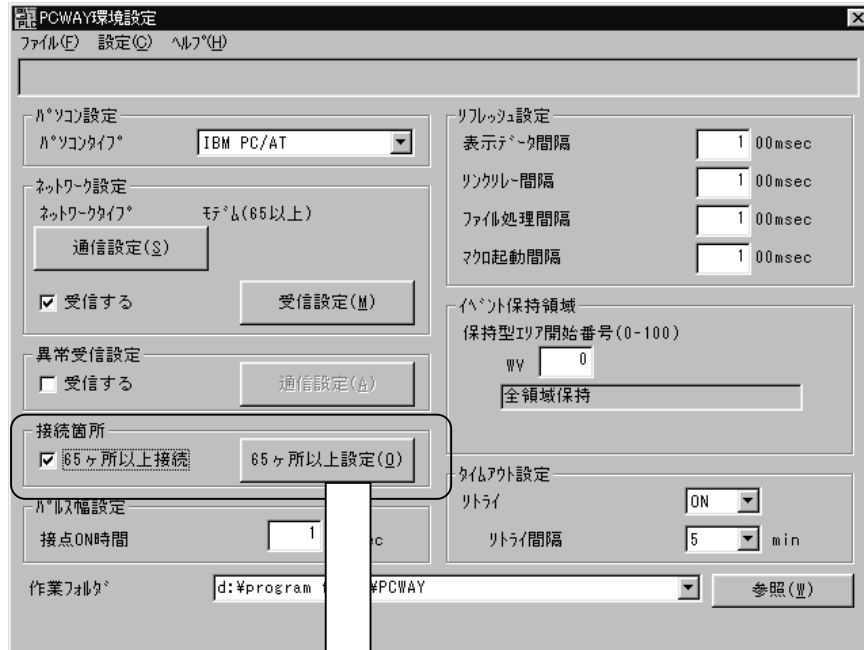 PCWAY環境設定
ﾌｧｲﾙ(F) 設定(C) ﾍﾙﾌﾟ(H)
ﾊﾟｿｺﾝ設定
ﾊﾟｿｺﾝﾀｲﾌﾟ IBM PC/AT
ﾈｯﾄﾜｰｸ設定
ﾈｯﾄﾜｰｸﾀｲﾌﾟ ﾓﾃﾞﾑ(65以上)
通信設定(S)
受信する 受信設定(M)
異常受信設定
受信する 通信設定(A)
接続箇所
65ヶ所以上接続 65ヶ所以上設定(O)
ﾊﾟﾙｽ幅設定
接点ON時間 1
ﾘﾌﾚｯｼｭ設定
表示ﾃﾞｰﾀ間隔 1 00msec
ﾘﾝｸﾘﾚｰ間隔 1 00msec
ﾌｧｲﾙ処理間隔 1 00msec
ﾏｸﾛ起動間隔 1 00msec
ｲﾍﾞﾝﾄ保持領域
保持型ｴﾘｱ開始番号(0-100)
WV 0
全領域保持
ﾀｲﾑｱｳﾄ設定
ﾘﾄﾗｲ ON
ﾘﾄﾗｲ間隔 5 min
作業ﾌｫﾙﾀﾞ d:¥program ¥PCWAY 参照(W)